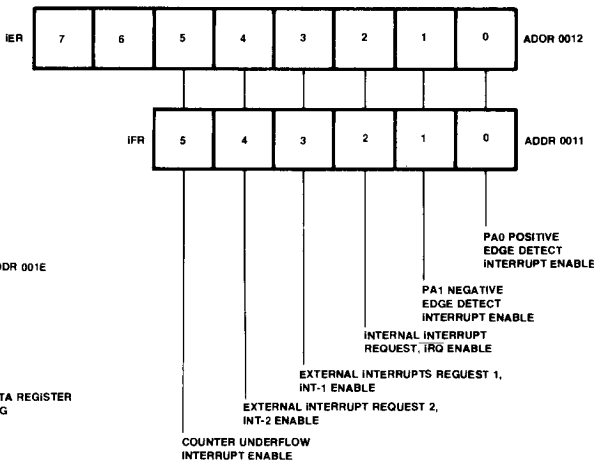 iER 7 6 5 4 3 2 1 0 ADOR 0012
iFR 5 4 3 2 1 0 ADDR 0011
PA0 POSITIVE
EDGE DETECT
iNTERRUPT ENABLE
DDR 001E
PA1 NEGATIVE
EDGE DETECT
INTERRUPT ENABLE
iNTERNAL iNTERRUPT
REQUEST, iRQ ENABLE
EXTERNAL iNTERRUPTS REGUEST 1,
iNT-1 ENABLE
TA REGISTER
G
EXTERNAL iNTERRUPT REQUEST 2,
INT-2 ENABLE
COUNTER UNDERFLOW
INTERRUPT ENABLE